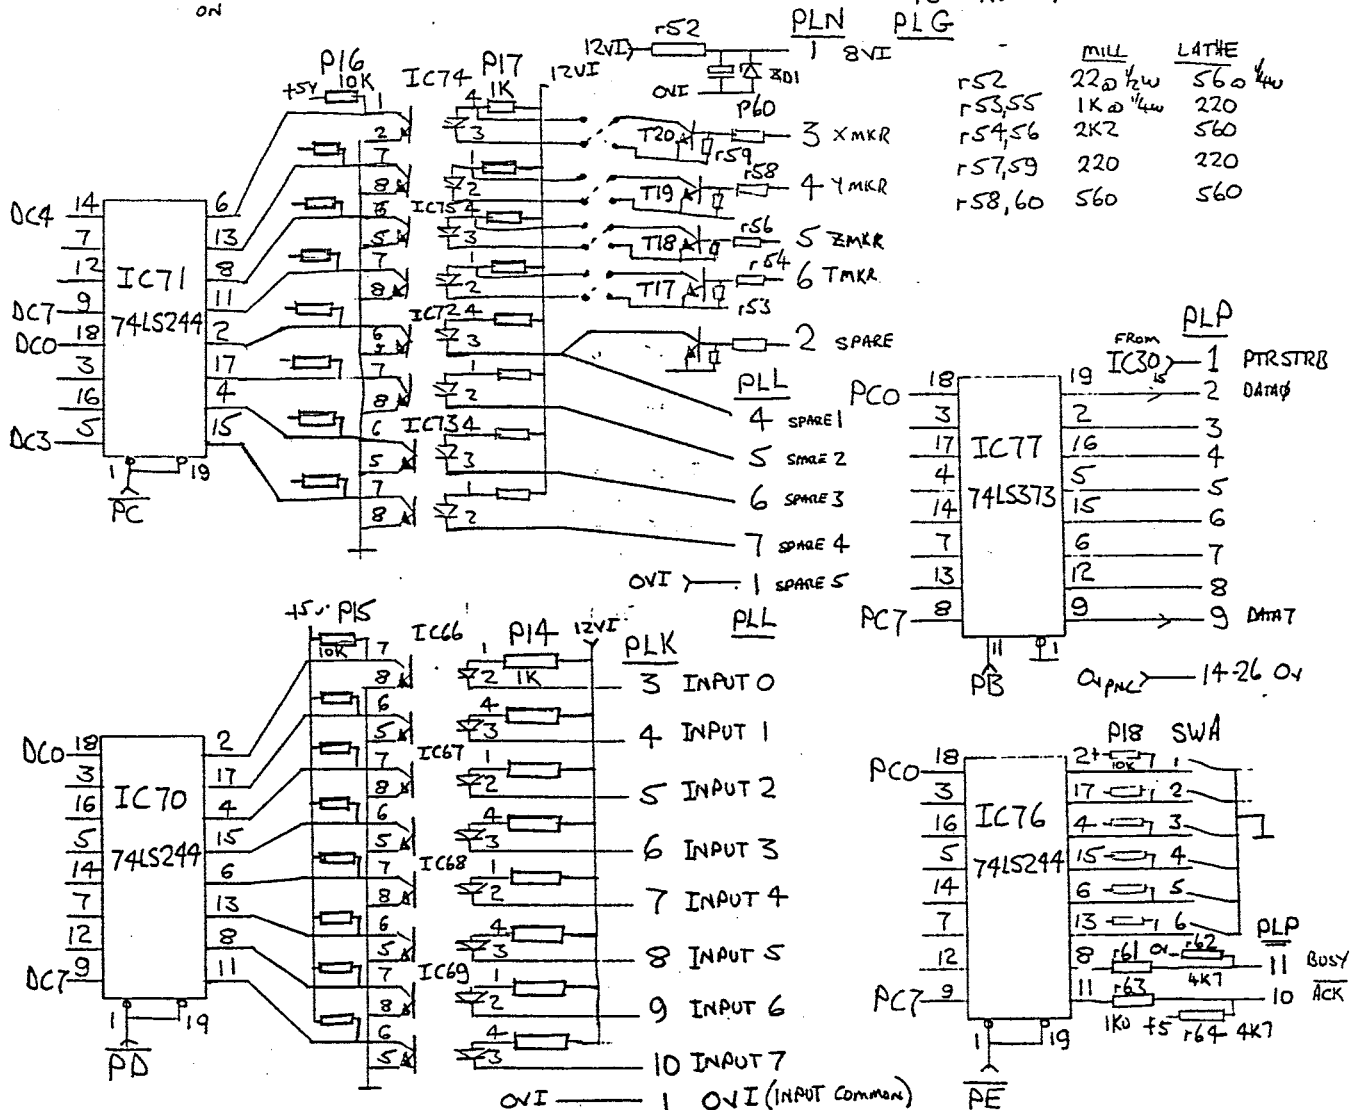 ON
PLN PLG
12VI r52 1 8VI
0VI ZD1
MILL LATHE
r52 22Ω ½w 56Ω ¼w
r53,55 1K Ω ¼w 220
r54,56 2K2 560
r57,59 220 220
r58,60 560 560
P16 IC74 P17 12VI
+5V 10K 1 4 1K
2 3
r60 T20 r59 3 XMKR
7 1
8 2
T19 r58 4 YMKR
6 IC75 4
5 3
T18 r56 5 ZMKR
7 1
8 2
T17 r54 r53 6 TMKR
6 IC72 4
5 3
2 SPARE
7 1
8 2
PLL
4 SPARE 1
6 IC73 4
5 3
5 SPARE 2
7 1
8 2
6 SPARE 3
7 SPARE 4
0VI 1 SPARE 5
DC4 14 6
7 13
12 IC71 8
DC7 9 11
DC0 18 74LS244 2
3 17
16 4
DC3 5 15
1 19
PC
PLP
FROM IC30 15 1 PTRSTRB
PC0 18 19 2 DATA0
3 2 3
17 IC77 16 4
4 5 5
14 74LS373 15 6
7 6 7
13 12 8
PC7 8 9 9 DATA7
11 1
PB
0V PNL 14-26 0V
+5V P15 IC66 P14 12VI PLK PLL
10K 7 1 1K
8 2 3 INPUT 0
6 4
5 3 4 INPUT 1
7 IC67 1
8 2 5 INPUT 2
6 4
5 3 6 INPUT 3
7 IC68 1
8 2 7 INPUT 4
6 4
5 3 8 INPUT 5
7 IC69 1
8 2 9 INPUT 6
6 4
5 3 10 INPUT 7
0VI 1 0VI (INPUT COMMON)
DC0 18 2
3 17
16 IC70 4
5 15
14 74LS244 6
7 13
12 8
DC7 9 11
1 19
PD
P18 SWA
PC0 18 2 + 10K 1
3 17 2
16 IC76 4 3
5 74LS244 15 4
14 6 5
7 13 6
PLP
12 8 r61 0V r62 4K7 11 BUSY
PC7 9 11 r63 1K0 10 ACK
+5 r64 4K7
1 19
PE